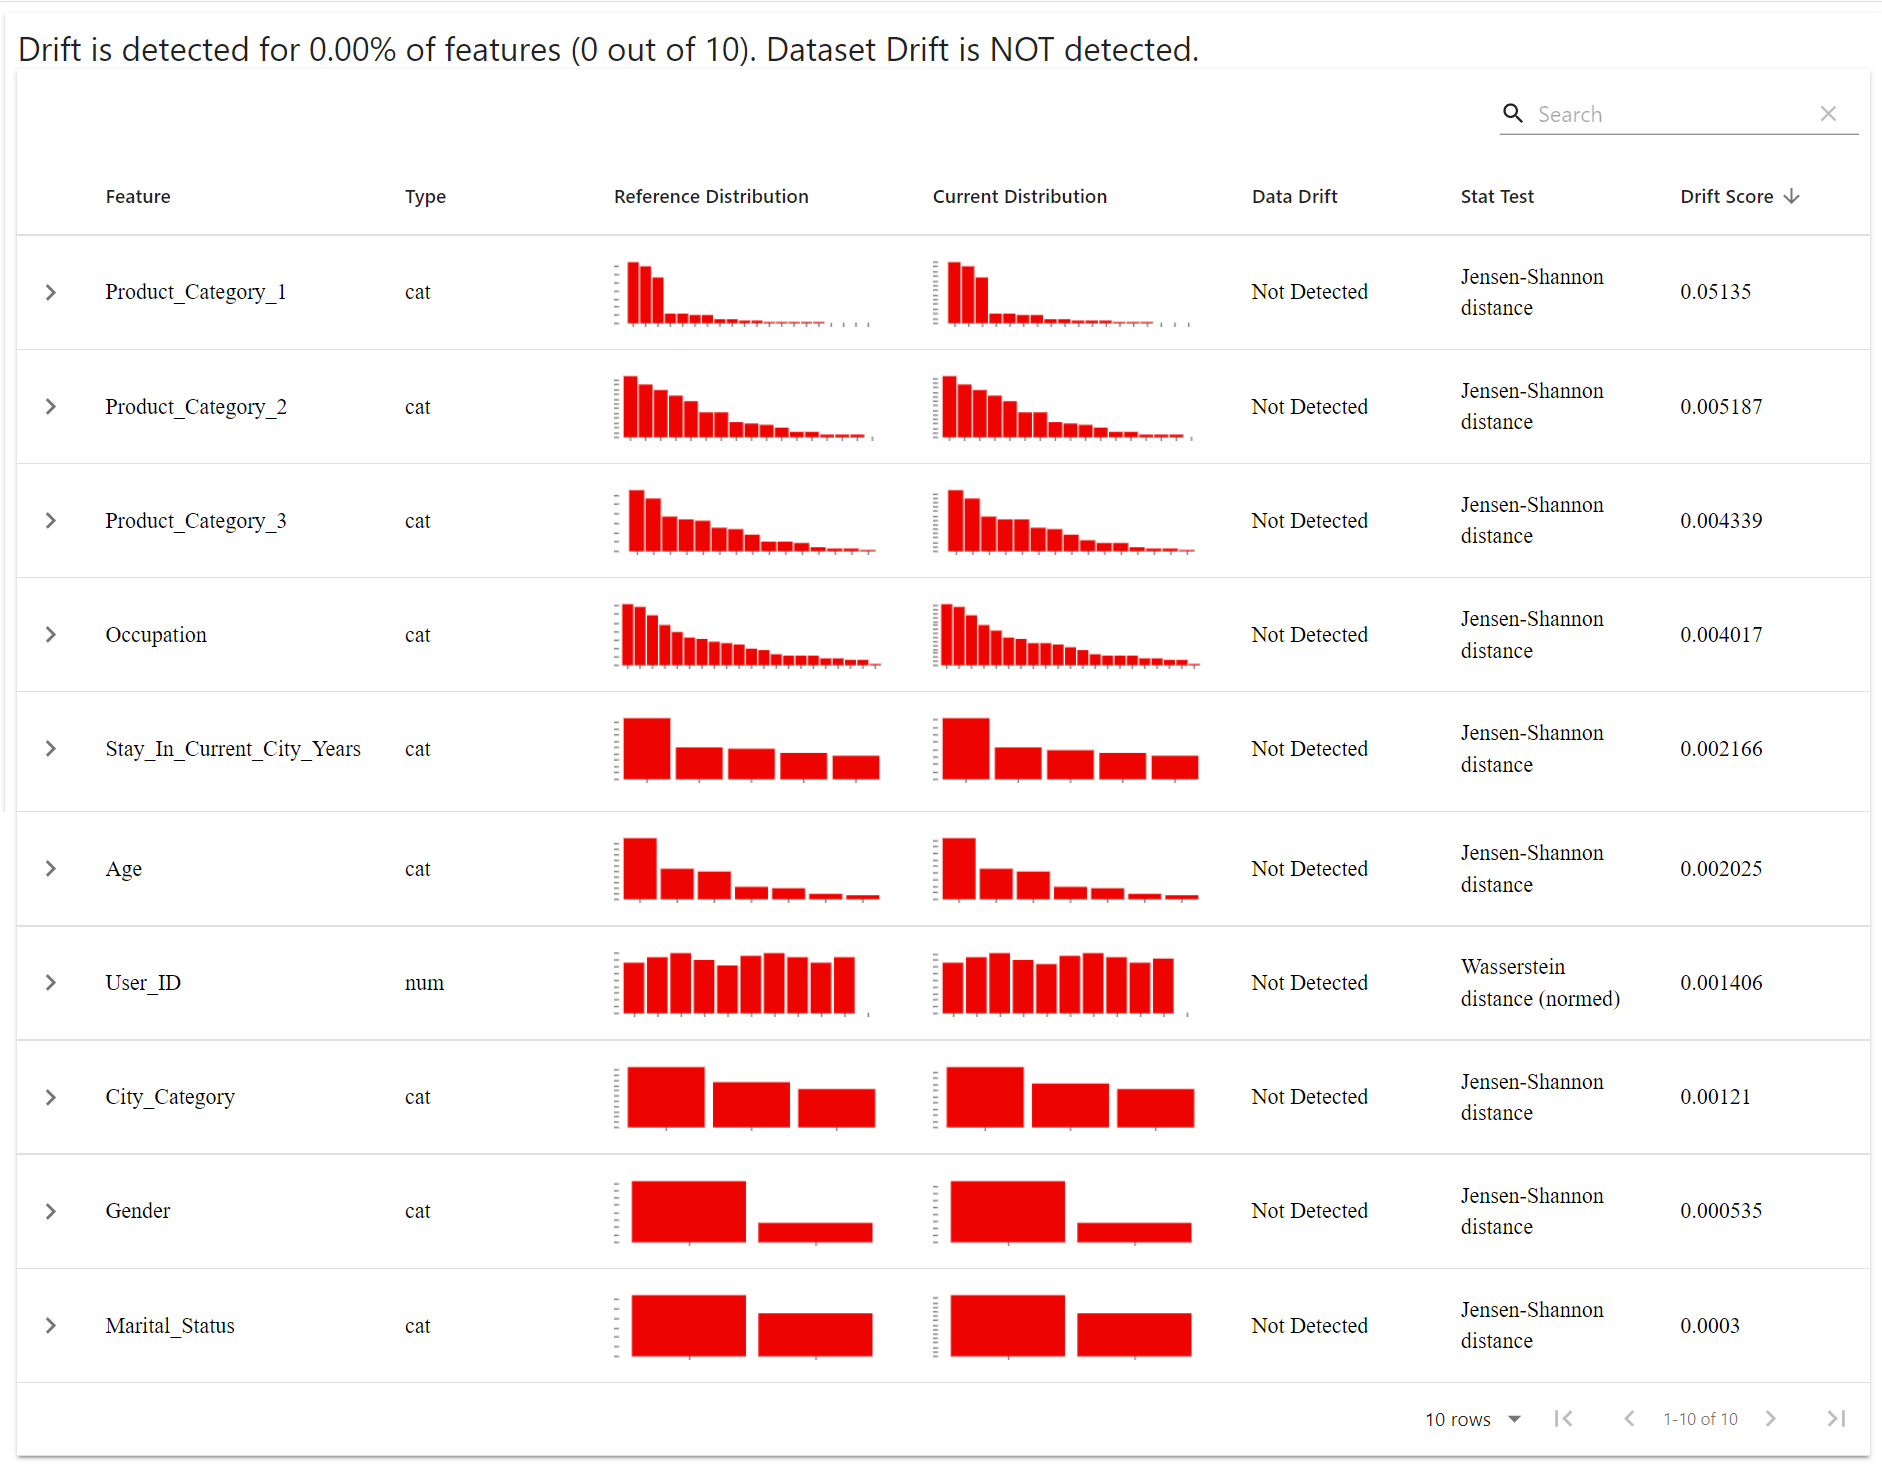 Drift is detected for 0.00% of features (0 out of 10). Dataset Drift is NOT detected.
Search
Feature Type Reference Distribution Current Distribution Data Drift Stat Test Drift Score
Product_Category_1 cat Not Detected Jensen-Shannon distance 0.05135
Product_Category_2 cat Not Detected Jensen-Shannon distance 0.005187
Product_Category_3 cat Not Detected Jensen-Shannon distance 0.004339
Occupation cat Not Detected Jensen-Shannon distance 0.004017
Stay_In_Current_City_Years cat Not Detected Jensen-Shannon distance 0.002166
Age cat Not Detected Jensen-Shannon distance 0.002025
User_ID num Not Detected Wasserstein distance (normed) 0.001406
City_Category cat Not Detected Jensen-Shannon distance 0.00121
Gender cat Not Detected Jensen-Shannon distance 0.000535
Marital_Status cat Not Detected Jensen-Shannon distance 0.0003
10 rows 1-10 of 10